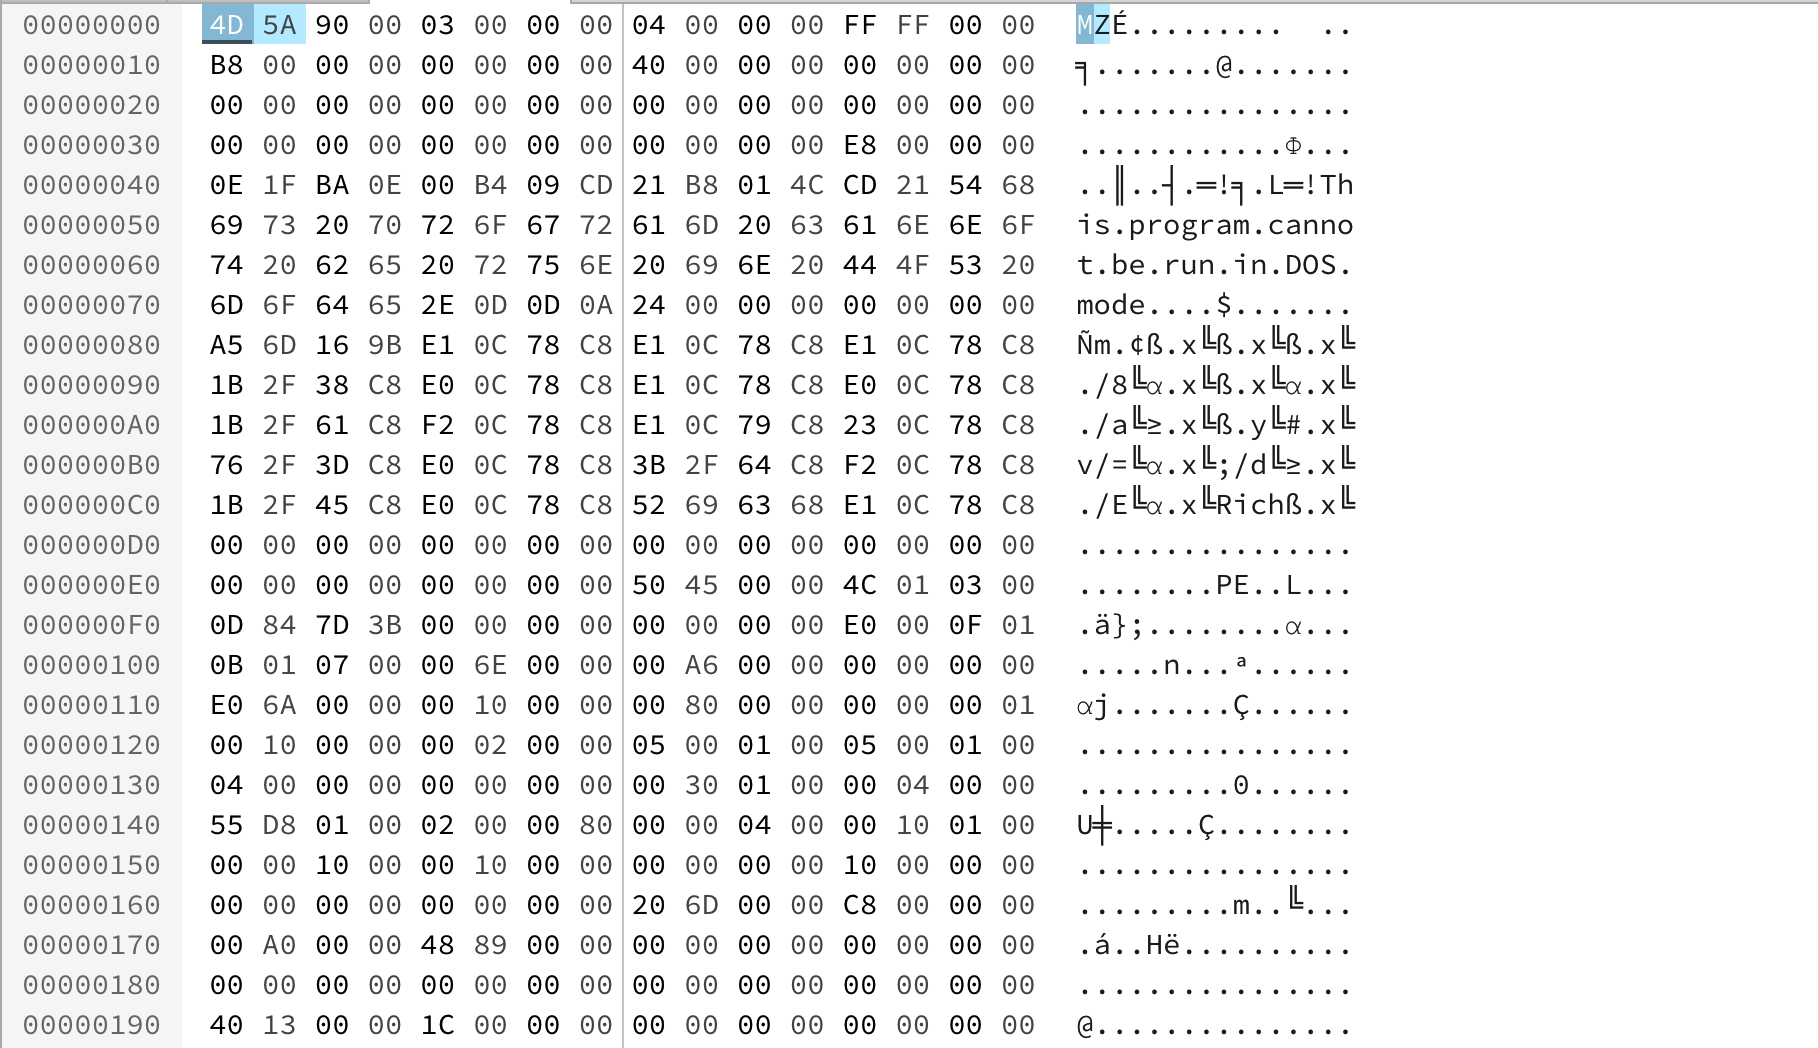 00000000 4D 5A 90 00 03 00 00 00 04 00 00 00 FF FF 00 00 MZÉ.........  ..
00000010 B8 00 00 00 00 00 00 00 40 00 00 00 00 00 00 00 ╕.......@.......
00000020 00 00 00 00 00 00 00 00 00 00 00 00 00 00 00 00 ................
00000030 00 00 00 00 00 00 00 00 00 00 00 00 E8 00 00 00 ............Φ...
00000040 0E 1F BA 0E 00 B4 09 CD 21 B8 01 4C CD 21 54 68 ..║..┤.═!╕.L═!Th
00000050 69 73 20 70 72 6F 67 72 61 6D 20 63 61 6E 6E 6F is.program.canno
00000060 74 20 62 65 20 72 75 6E 20 69 6E 20 44 4F 53 20 t.be.run.in.DOS.
00000070 6D 6F 64 65 2E 0D 0D 0A 24 00 00 00 00 00 00 00 mode....$.......
00000080 A5 6D 16 9B E1 0C 78 C8 E1 0C 78 C8 E1 0C 78 C8 Ñm.¢ß.x╚ß.x╚ß.x╚
00000090 1B 2F 38 C8 E0 0C 78 C8 E1 0C 78 C8 E0 0C 78 C8 ./8╚α.x╚ß.x╚α.x╚
000000A0 1B 2F 61 C8 F2 0C 78 C8 E1 0C 79 C8 23 0C 78 C8 ./a╚≥.x╚ß.y╚#.x╚
000000B0 76 2F 3D C8 E0 0C 78 C8 3B 2F 64 C8 F2 0C 78 C8 v/=╚α.x╚;/d╚≥.x╚
000000C0 1B 2F 45 C8 E0 0C 78 C8 52 69 63 68 E1 0C 78 C8 ./E╚α.x╚Richß.x╚
000000D0 00 00 00 00 00 00 00 00 00 00 00 00 00 00 00 00 ................
000000E0 00 00 00 00 00 00 00 00 50 45 00 00 4C 01 03 00 ........PE..L...
000000F0 0D 84 7D 3B 00 00 00 00 00 00 00 00 E0 00 0F 01 .ä};........α...
00000100 0B 01 07 00 00 6E 00 00 00 A6 00 00 00 00 00 00 .....n...ª......
00000110 E0 6A 00 00 00 10 00 00 00 80 00 00 00 00 00 01 αj.......Ç......
00000120 00 10 00 00 00 02 00 00 05 00 01 00 05 00 01 00 ................
00000130 04 00 00 00 00 00 00 00 00 30 01 00 00 04 00 00 .........0......
00000140 55 D8 01 00 02 00 00 80 00 00 04 00 00 10 01 00 U╪.....Ç........
00000150 00 00 10 00 00 10 00 00 00 00 00 00 10 00 00 00 ................
00000160 00 00 00 00 00 00 00 00 20 6D 00 00 C8 00 00 00 .........m..╚...
00000170 00 A0 00 00 48 89 00 00 00 00 00 00 00 00 00 00 .á..Hë..........
00000180 00 00 00 00 00 00 00 00 00 00 00 00 00 00 00 00 ................
00000190 40 13 00 00 1C 00 00 00 00 00 00 00 00 00 00 00 @...............